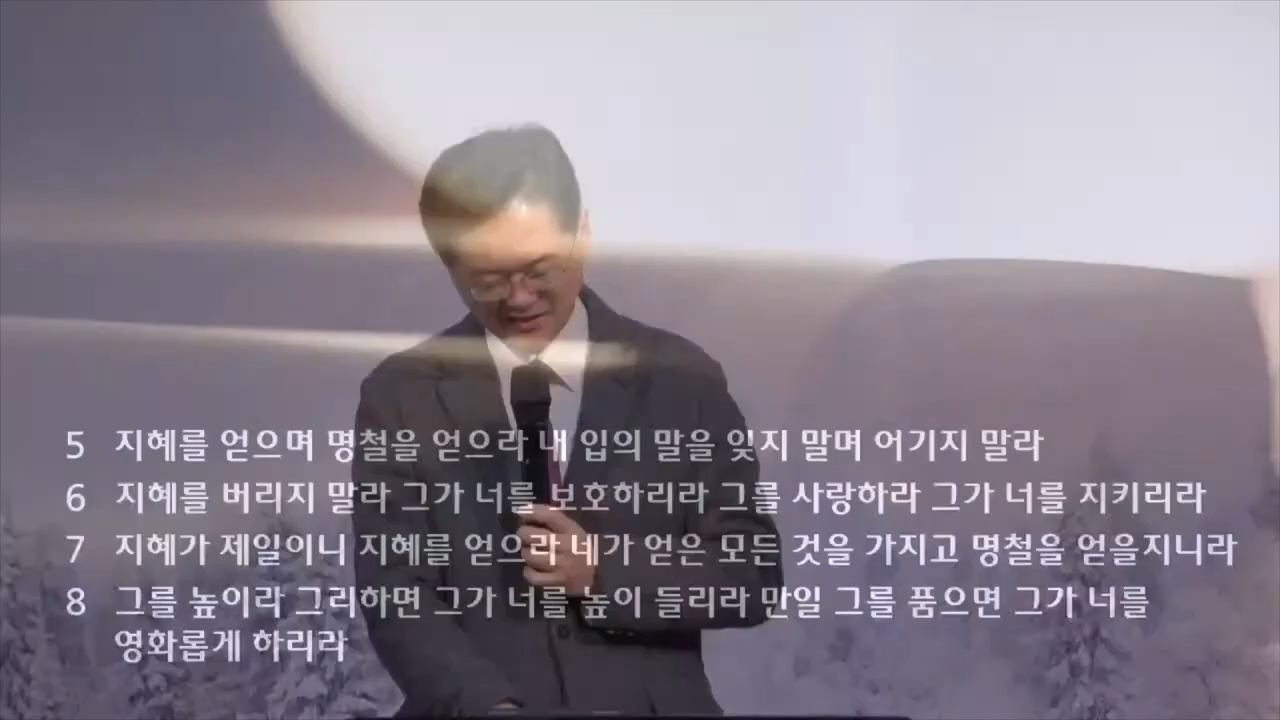 5 지혜를 얻으며 명철을 얻으라 내 입의 말을 잊지 말며 어기지 말라
6 지혜를 버리지 말라 그가 너를 보호하리라 그를 사랑하라 그가 너를 지키리라
7 지혜가 제일이니 지혜를 얻으라 네가 얻은 모든 것을 가지고 명철을 얻을지니라
8 그를 높이라 그리하면 그가 너를 높이 들리라 만일 그를 품으면 그가 너를
영화롭게 하리라